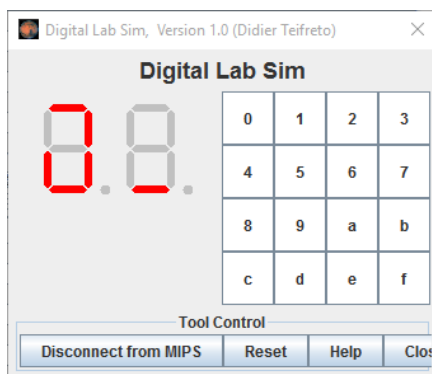 Digital Lab Sim, Version 1.0 (Didier Teifreto)
Digital Lab Sim
0 1 2 3
4 5 6 7
8 9 a b
c d e f
Tool Control
Disconnect from MIPS Reset Help Clos